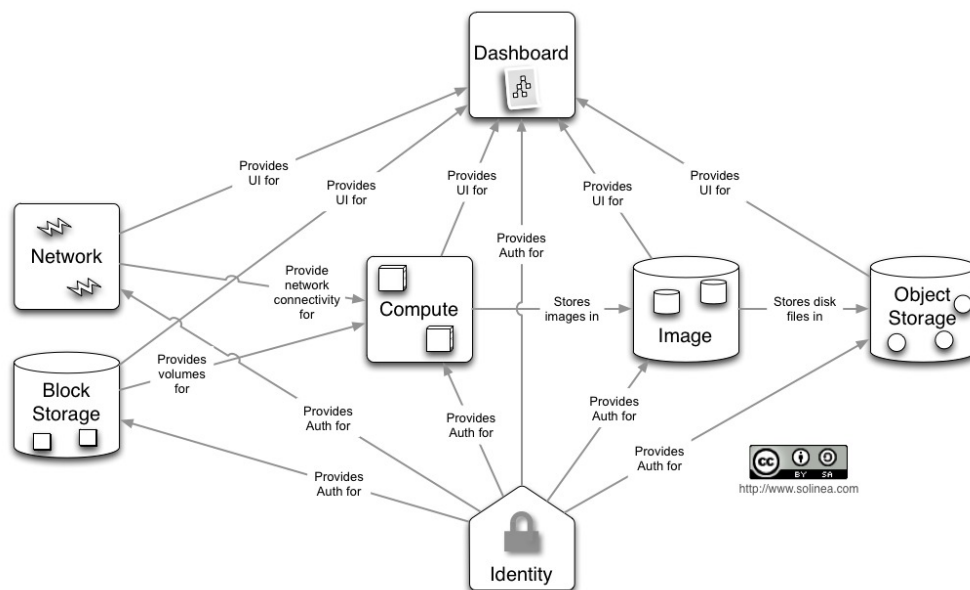 Dashboard
Provides
UI for
Provides
UI for
Provides
UI for
Provides
UI for
Provides
UI for
Network
Provides
Auth for
Provide
network
connectivity
for
Compute
Stores
images in
Image
Stores disk
files in
Object
Storage
Block
Storage
Provides
volumes
for
Provides
Auth for
Provides
Auth for
Provides
Auth for
Provides
Auth for
Provides
Auth for
cc
BY SA
http://www.solinea.com
Identity